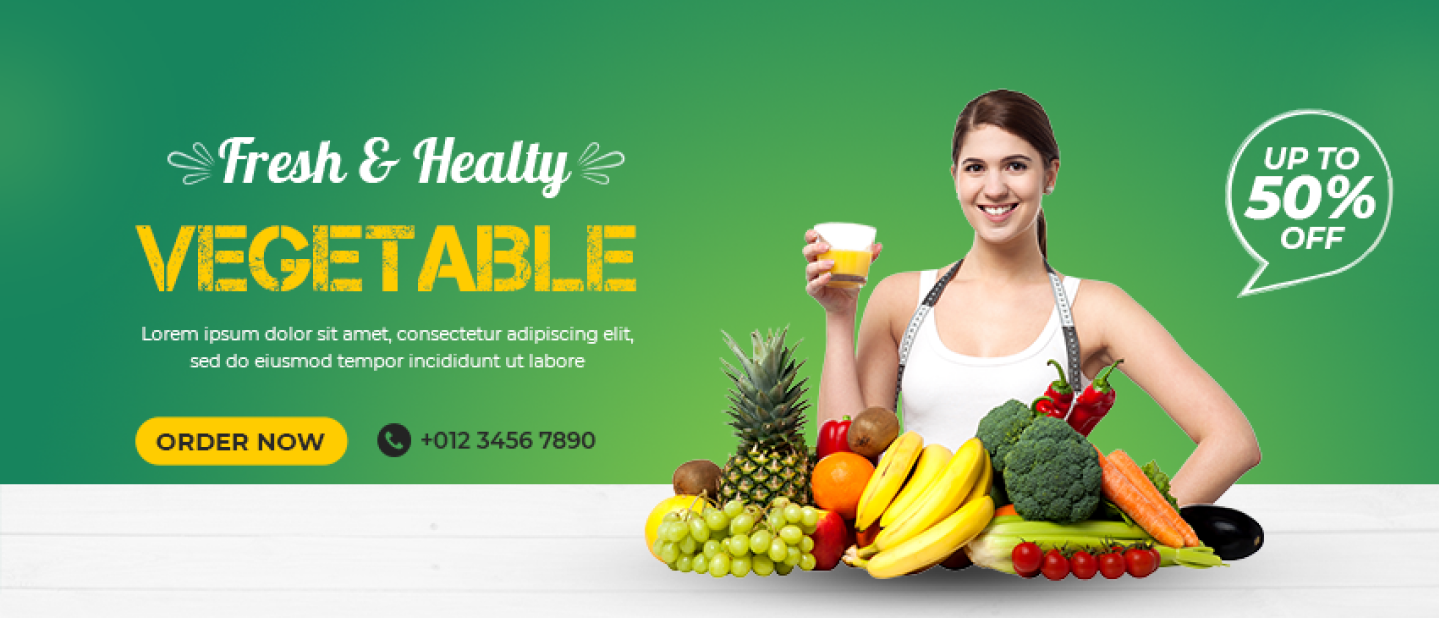 Fresh & Healty
VEGETABLE
Lorem ipsum dolor sit amet, consectetur adipiscing elit,
sed do eiusmod tempor incididunt ut labore
ORDER NOW
+012 3456 7890
UP TO
50%
OFF